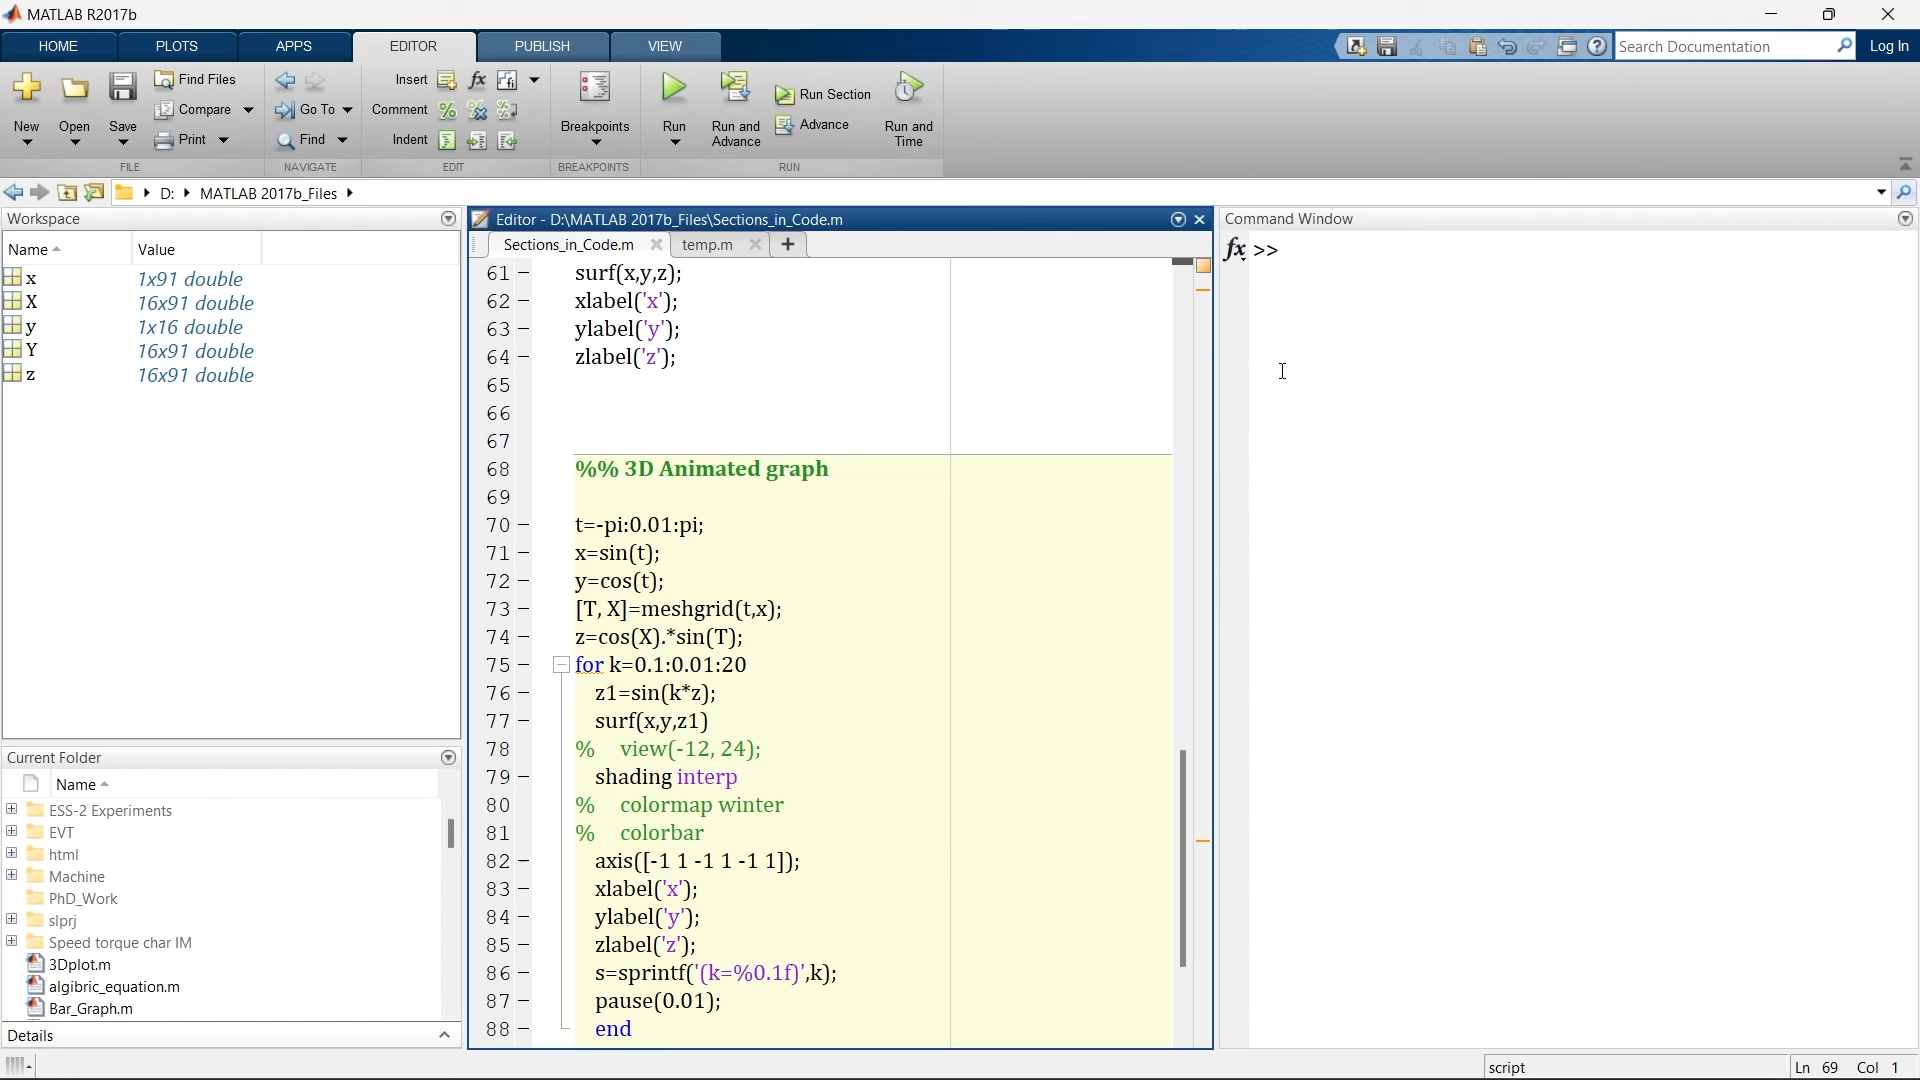 MATLAB R2017b
HOME PLOTS APPS EDITOR PUBLISH VIEW
Search Documentation Log In
Find Files Insert fx
New Open Save Compare Go To Comment Breakpoints Run Run and Advance Run Section Advance Run and Time
Print Find Indent
FILE NAVIGATE EDIT BREAKPOINTS RUN
D: MATLAB 2017b_Files
Workspace
Name Value
x 1x91 double
X 16x91 double
y 1x16 double
Y 16x91 double
z 16x91 double
Current Folder
Name
ESS-2 Experiments
EVT
html
Machine
PhD_Work
slprj
Speed torque char IM
3Dplot.m
algibric_equation.m
Bar_Graph.m
Details
Editor - D:\MATLAB 2017b_Files\Sections_in_Code.m
Sections_in_Code.m temp.m +
61 – surf(x,y,z);
62 – xlabel('x');
63 – ylabel('y');
64 – zlabel('z');
65
66
67
68 %% 3D Animated graph
69
70 – t=-pi:0.01:pi;
71 – x=sin(t);
72 – y=cos(t);
73 – [T, X]=meshgrid(t,x);
74 – z=cos(X).*sin(T);
75 – for k=0.1:0.01:20
76 – z1=sin(k*z);
77 – surf(x,y,z1)
78 % view(-12, 24);
79 – shading interp
80 % colormap winter
81 % colorbar
82 – axis([-1 1 -1 1 -1 1]);
83 – xlabel('x');
84 – ylabel('y');
85 – zlabel('z');
86 – s=sprintf('(k=%0.1f)',k);
87 – pause(0.01);
88 – end
Command Window
fx >>
script Ln 69 Col 1